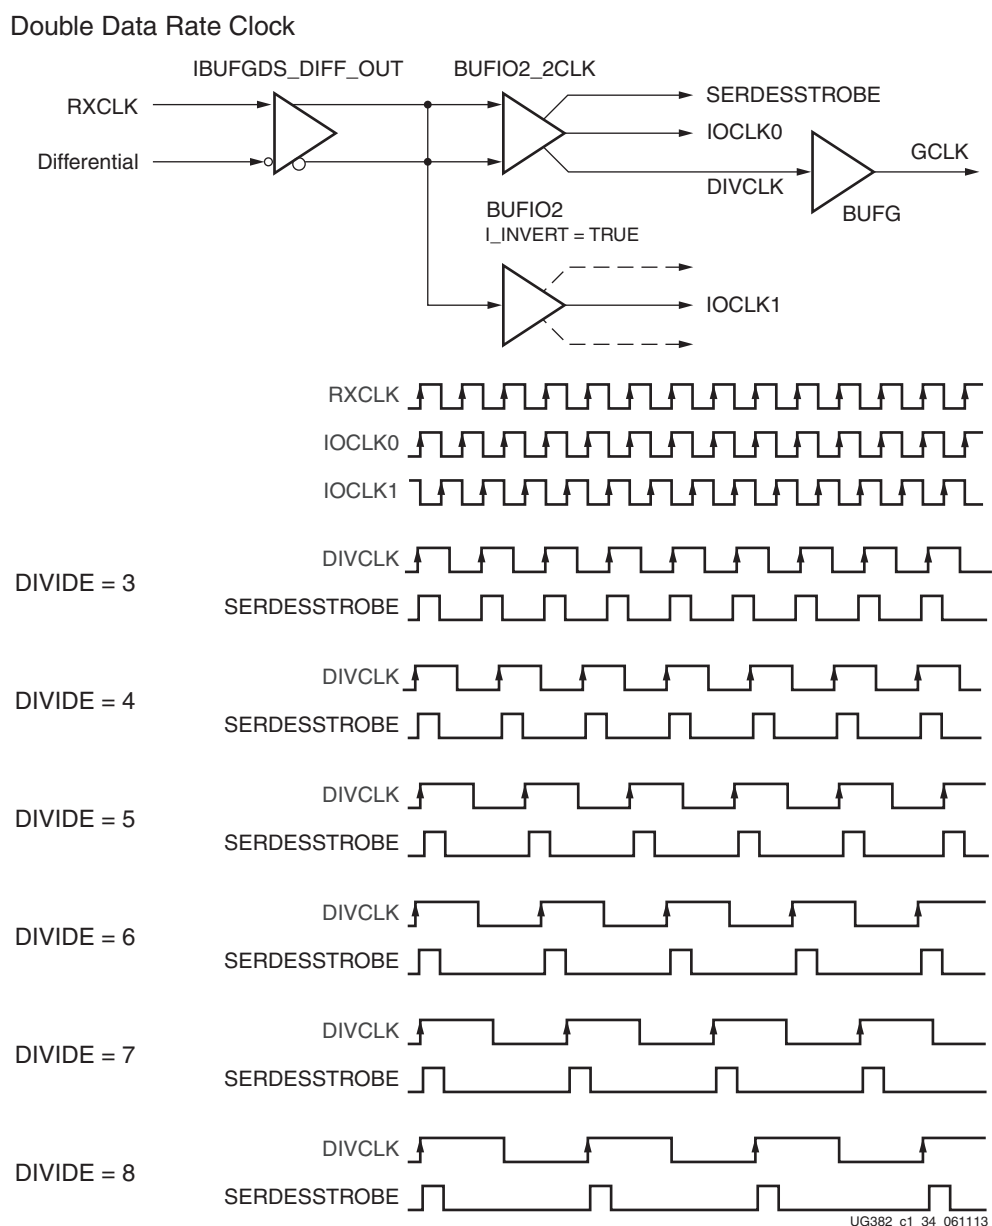 Double Data Rate Clock
IBUFGDS_DIFF_OUT
BUFIO2_2CLK
RXCLK
SERDESSTROBE
IOCLK0
Differential
GCLK
DIVCLK
BUFG
BUFIO2
I_INVERT = TRUE
IOCLK1
RXCLK
IOCLK0
IOCLK1
DIVIDE = 3
DIVCLK
SERDESSTROBE
DIVIDE = 4
DIVCLK
SERDESSTROBE
DIVIDE = 5
DIVCLK
SERDESSTROBE
DIVIDE = 6
DIVCLK
SERDESSTROBE
DIVIDE = 7
DIVCLK
SERDESSTROBE
DIVIDE = 8
DIVCLK
SERDESSTROBE
UG382_c1_34_061113